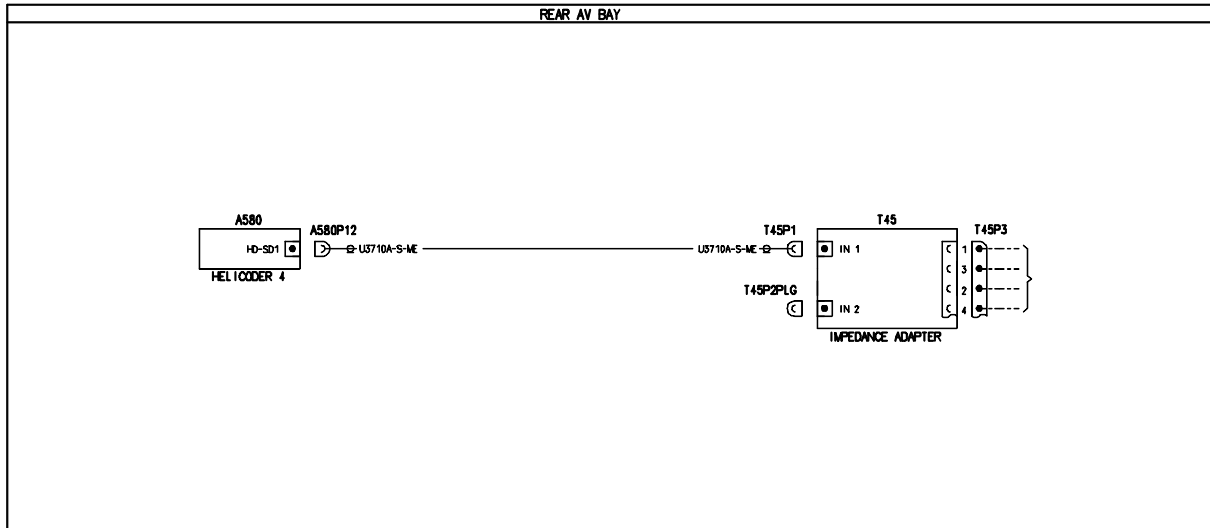 REAR AV BAY
A580
A580P12
HD-SD1
U3710A-S-ME
HELICODER 4
T45P1
T45
T45P3
U3710A-S-ME
IN 1
1
3
2
T45P2PLG
IN 2
4
IMPEDANCE ADAPTER